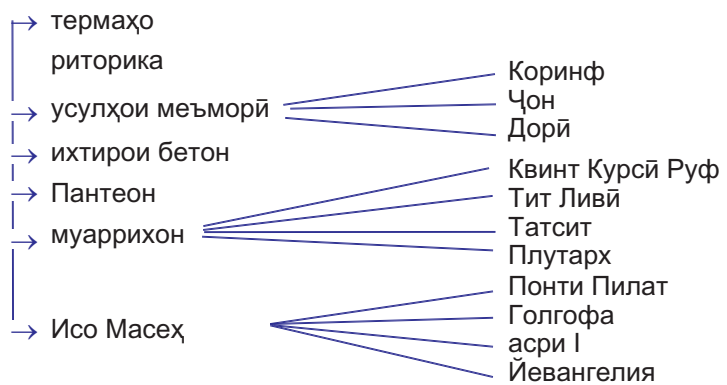 термаҳо
риторика
усулҳои меъморӣ
Коринф
Ҷон
Дорӣ
ихтирои бетон
Пантеон
муаррихон
Квинт Курсӣ Руф
Тит Ливӣ
Татсит
Плутарх
Исо Масеҳ
Понти Пилат
Голгофа
асри I
Йевангелия